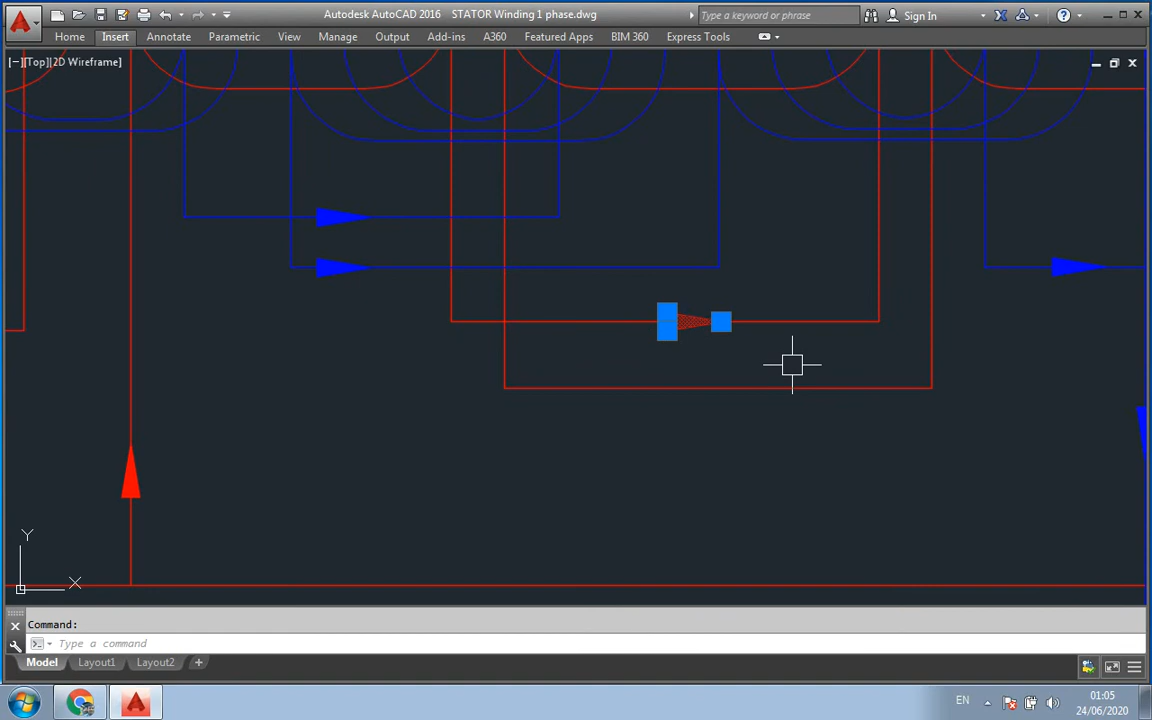 Autodesk AutoCAD 2016 STATOR Winding 1 phase.dwg
Type a keyword or phrase
Sign In
Home Insert Annotate Parametric View Manage Output Add-ins A360 Featured Apps BIM 360 Express Tools
[−][Top][2D Wireframe]
Y
X
Command:
Type a command
Model Layout1 Layout2 +
EN
01:05
24/06/2020